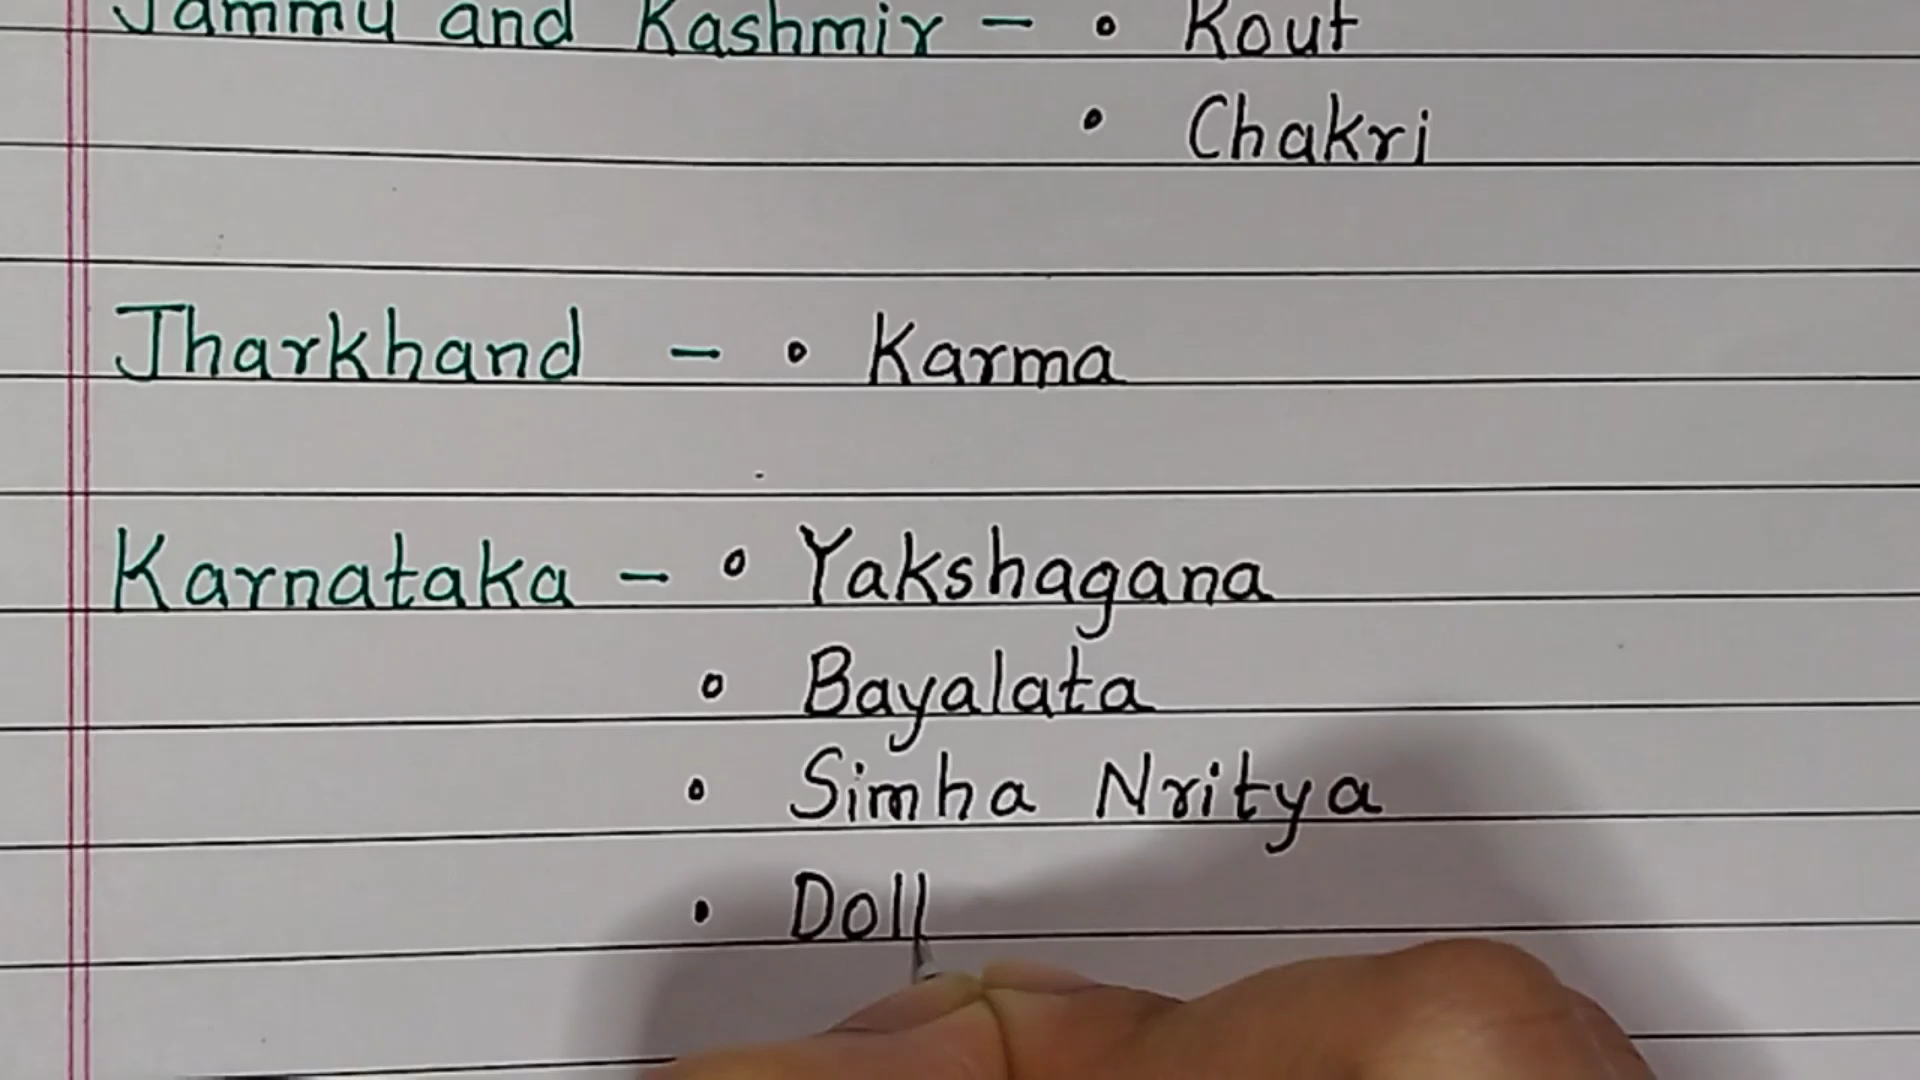 Jammu and Kashmir - • Rout
• Chakri
Jharkhand - • Karma
Karnataka - • Yakshagana
• Bayalata
• Simha Nritya
• Doll